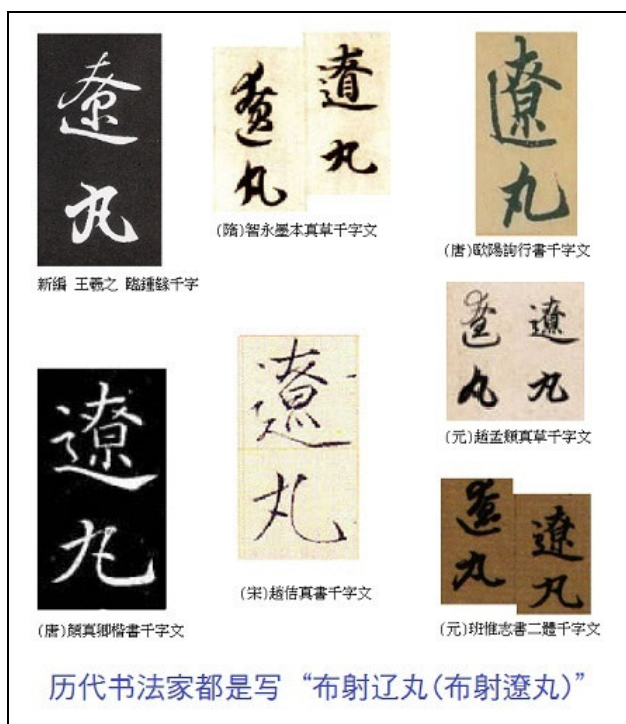 遼
丸
遼
丸
遼
丸
遼
丸
新編 王羲之 臨鍾繇千字
(隋)智永墨本真草千字文
(唐)歐陽詢行書千字文
遼
丸
遼
丸
(元)趙孟頫真草千字文
遼
丸
遼
丸
遼
丸
遼
丸
(唐)顏真卿楷書千字文
(宋)趙佶真書千字文
(元)班惟志書二體千字文
历代书法家都是写 “布射辽丸(布射遼丸)”